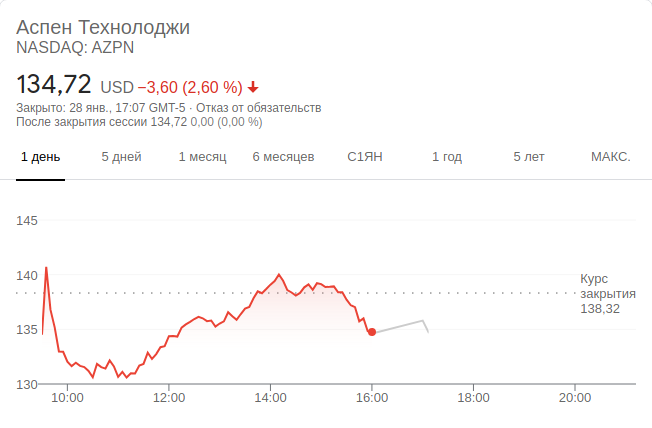 Аспен Технолоджи
NASDAQ: AZPN
134,72 USD −3,60 (2,60 %)
Закрыто: 28 янв., 17:07 GMT-5 · Отказ от обязательств
После закрытия сессии 134,72 0,00 (0,00 %)
1 день 5 дней 1 месяц 6 месяцев С1ЯН 1 год 5 лет МАКС.
145
140
135
130
Курс
закрытия
138,32
10:00 12:00 14:00 16:00 18:00 20:00